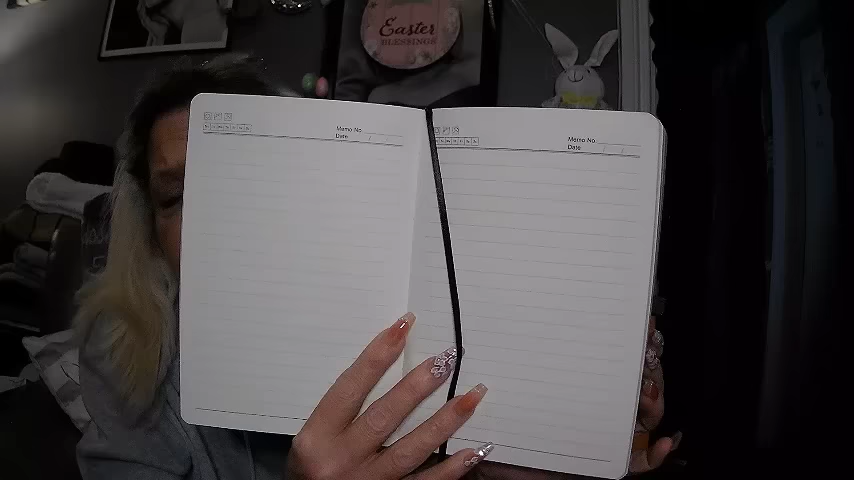 Easter
BLESSINGS
Memo No.
Date / /
Memo No.
Date / /